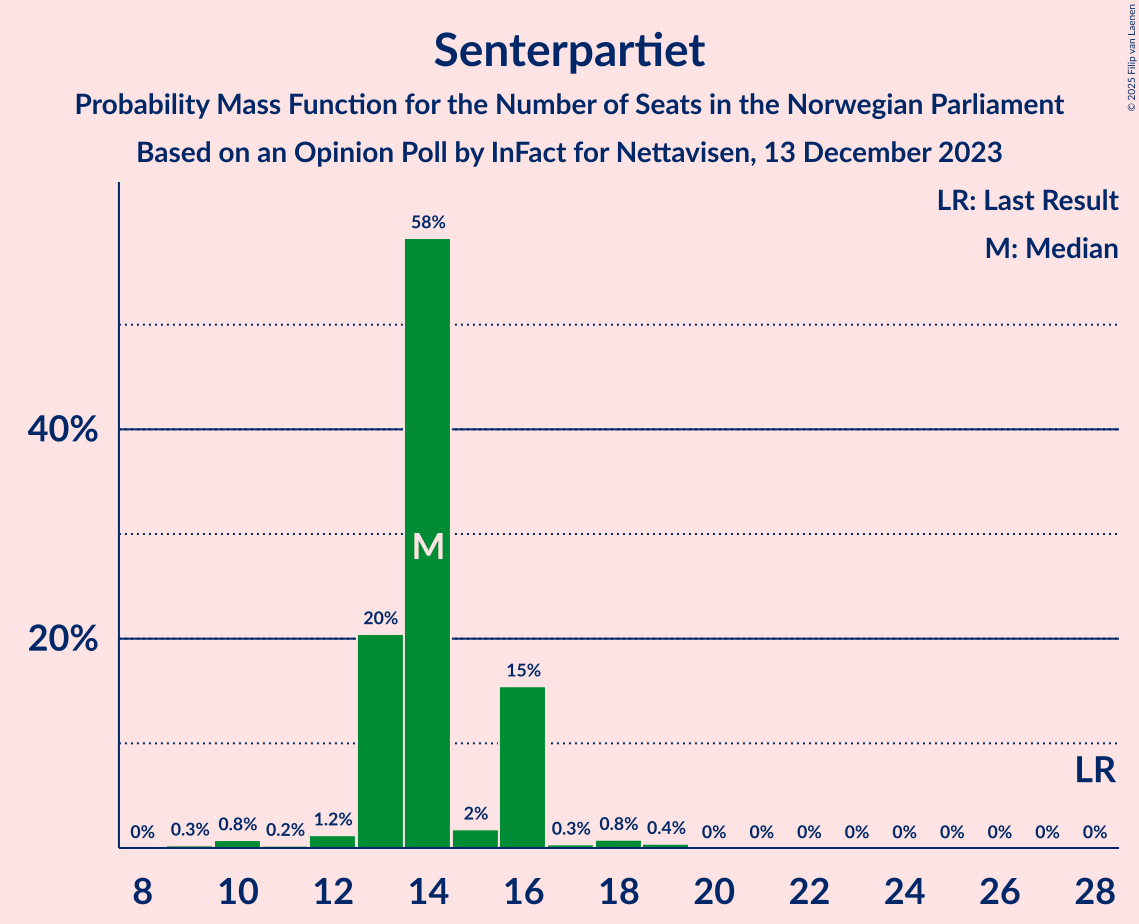 Senterpartiet
Probability Mass Function for the Number of Seats in the Norwegian Parliament
Based on an Opinion Poll by InFact for Nettavisen, 13 December 2023
© 2025 Filip van Laenen
LR: Last Result
M: Median
58%
40%
M
20%
20%
15%
LR
0% 0.3% 0.8% 0.2% 1.2% 2% 0.3% 0.8% 0.4% 0% 0% 0% 0% 0% 0% 0% 0% 0%
8 10 12 14 16 18 20 22 24 26 28